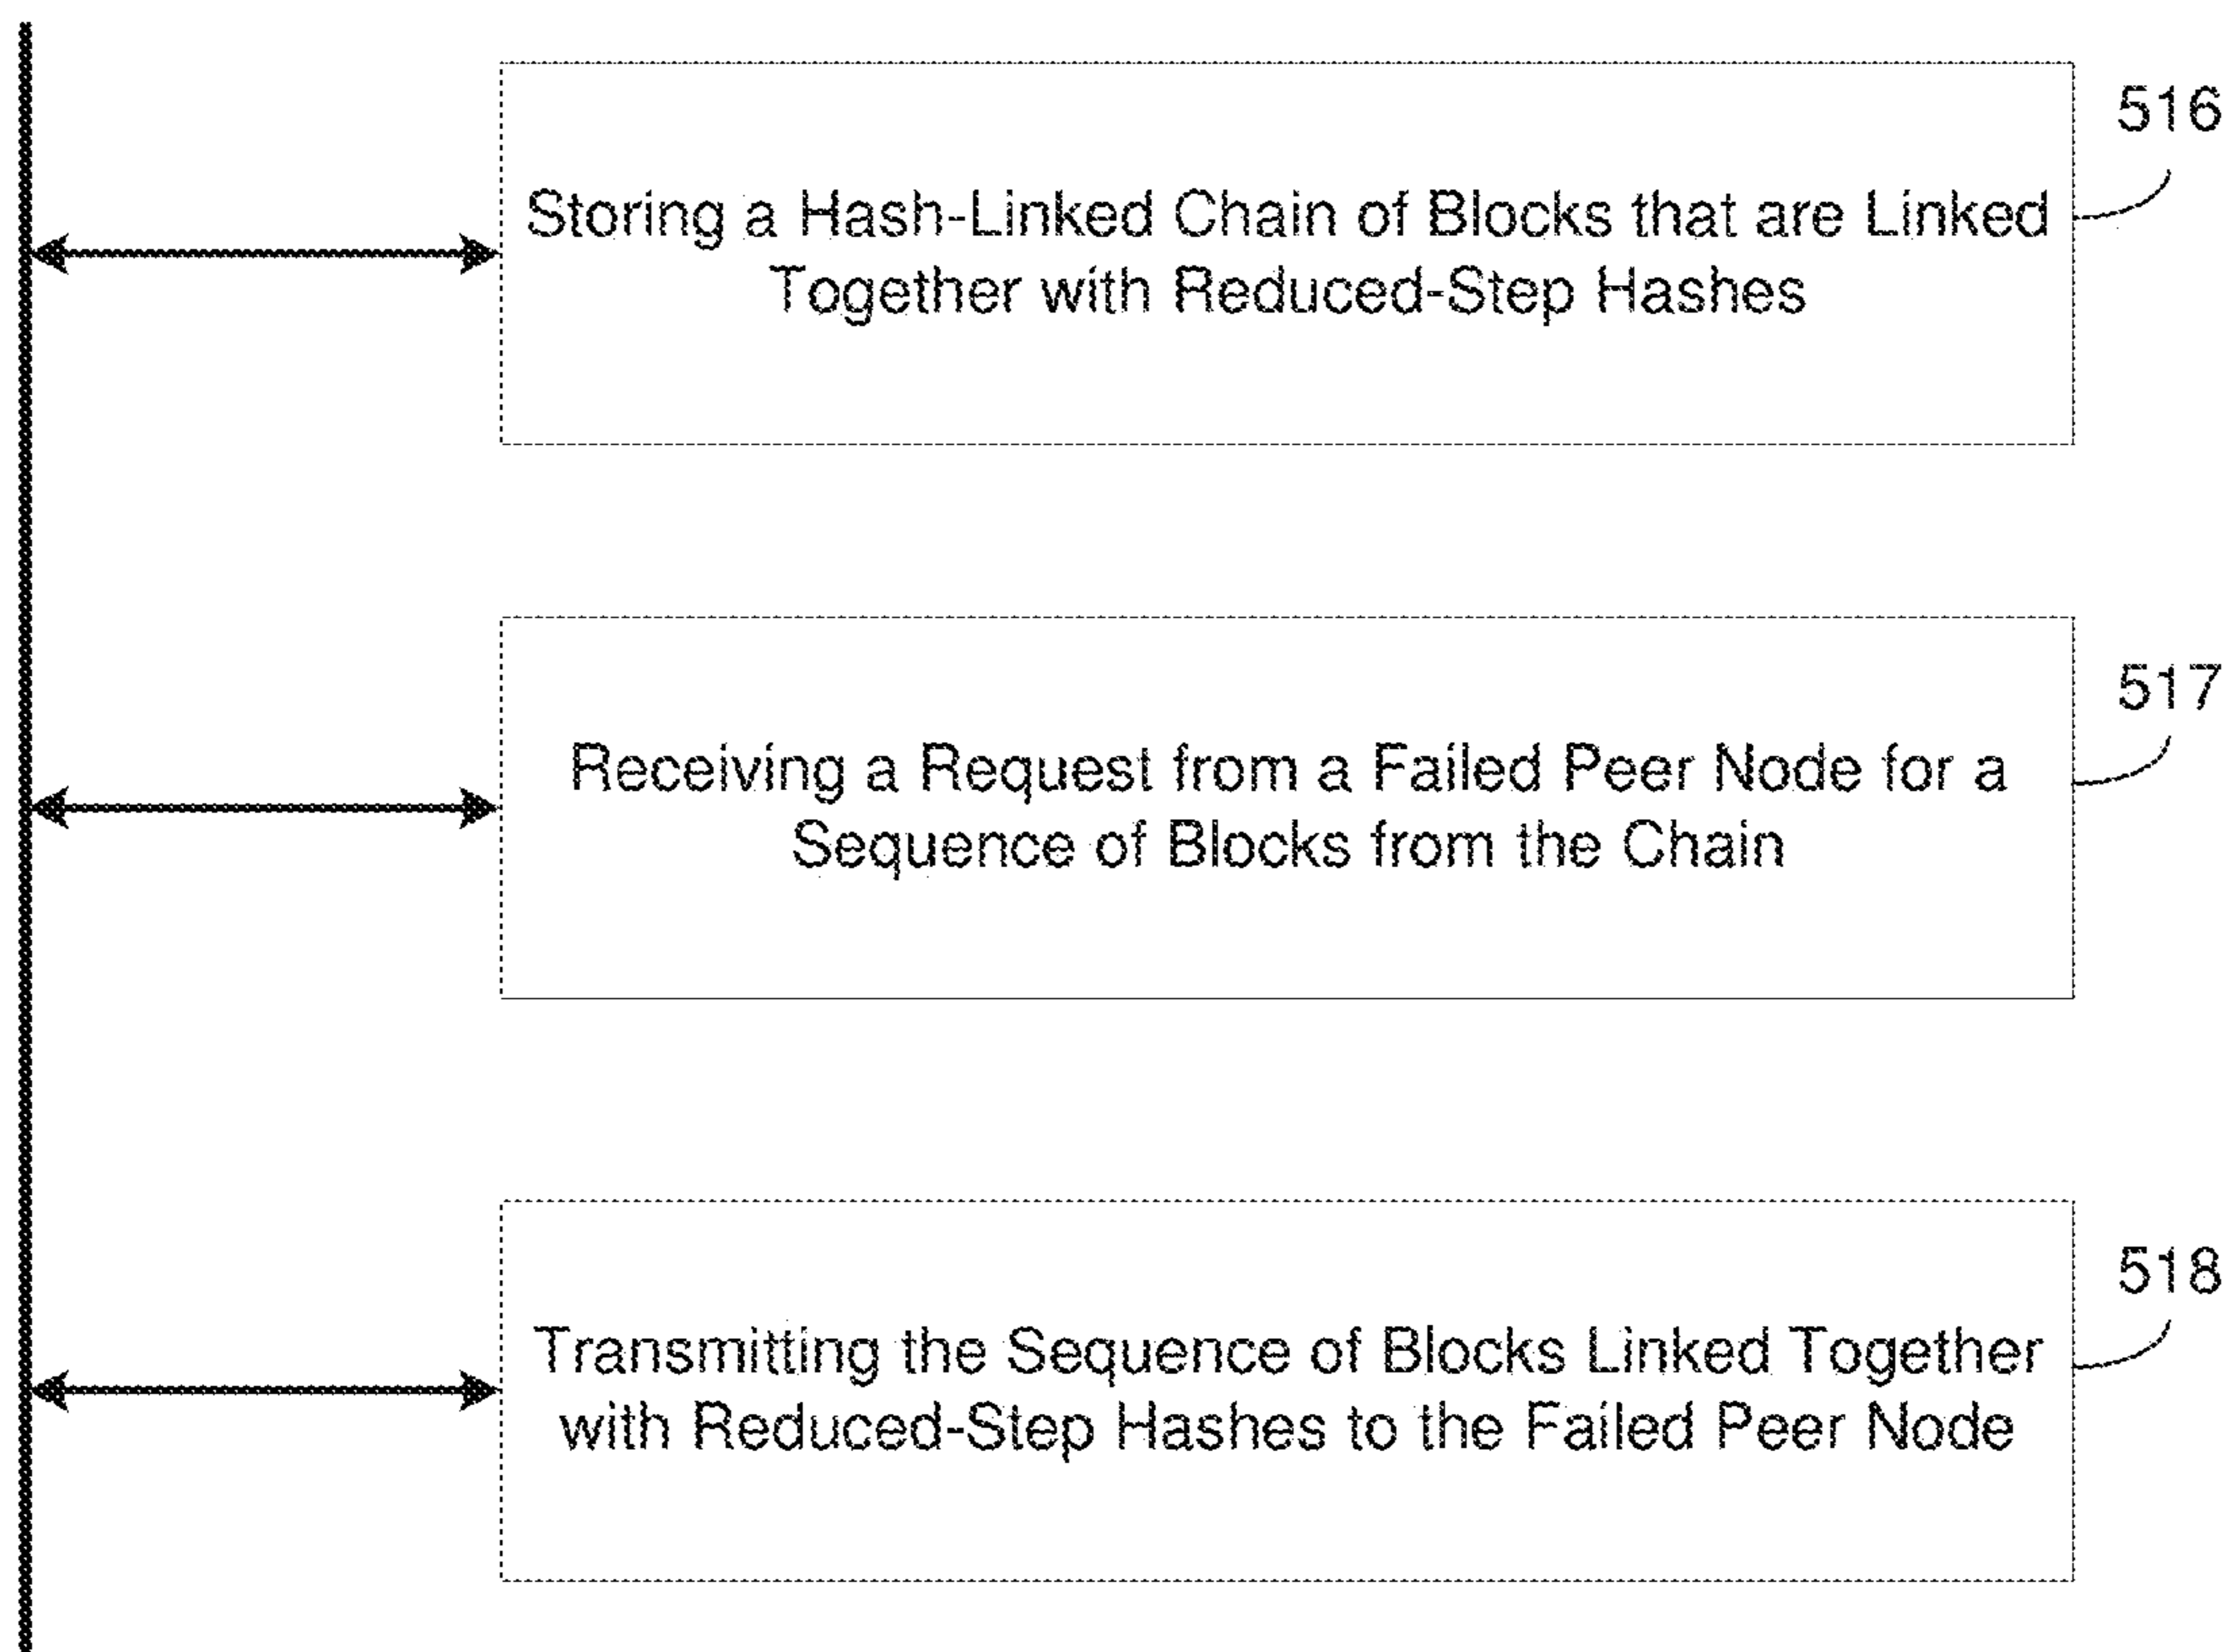 516
Storing a Hash-Linked Chain of Blocks that are Linked
Together with Reduced-Step Hashes
517
Receiving a Request from a Failed Peer Node for a
Sequence of Blocks from the Chain
518
Transmitting the Sequence of Blocks Linked Together
with Reduced-Step Hashes to the Failed Peer Node